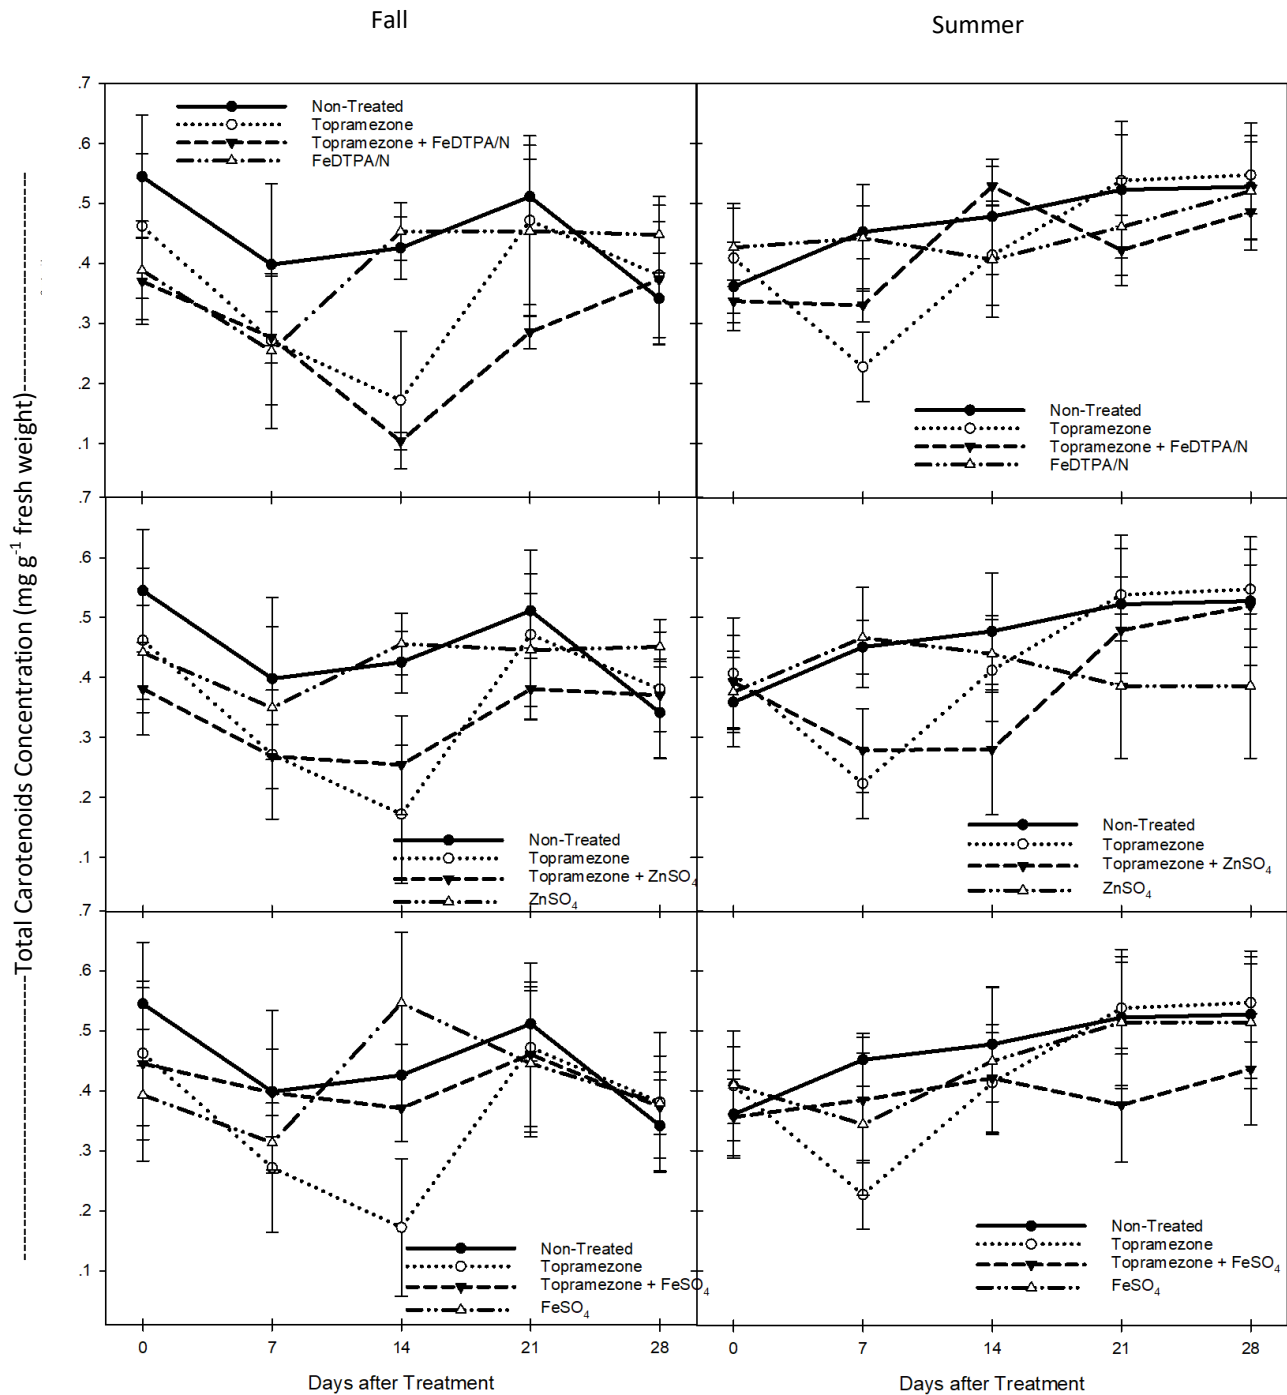 Fall
Summer
-----Total Carotenoids Concentration (mg g⁻¹ fresh weight)-----
.7
.6
.5
.4
.3
.2
.1
Non-Treated
Topramezone
Topramezone + FeDTPA/N
FeDTPA/N
Non-Treated
Topramezone
Topramezone + FeDTPA/N
FeDTPA/N
.7
.6
.5
.4
.3
.2
.1
Non-Treated
Topramezone
Topramezone + ZnSO₄
ZnSO₄
Non-Treated
Topramezone
Topramezone + ZnSO₄
ZnSO₄
.7
.6
.5
.4
.3
.2
.1
Non-Treated
Topramezone
Topramezone + FeSO₄
FeSO₄
Non-Treated
Topramezone
Topramezone + FeSO₄
FeSO₄
0 7 14 21 28
0 7 14 21 28
Days after Treatment
Days after Treatment